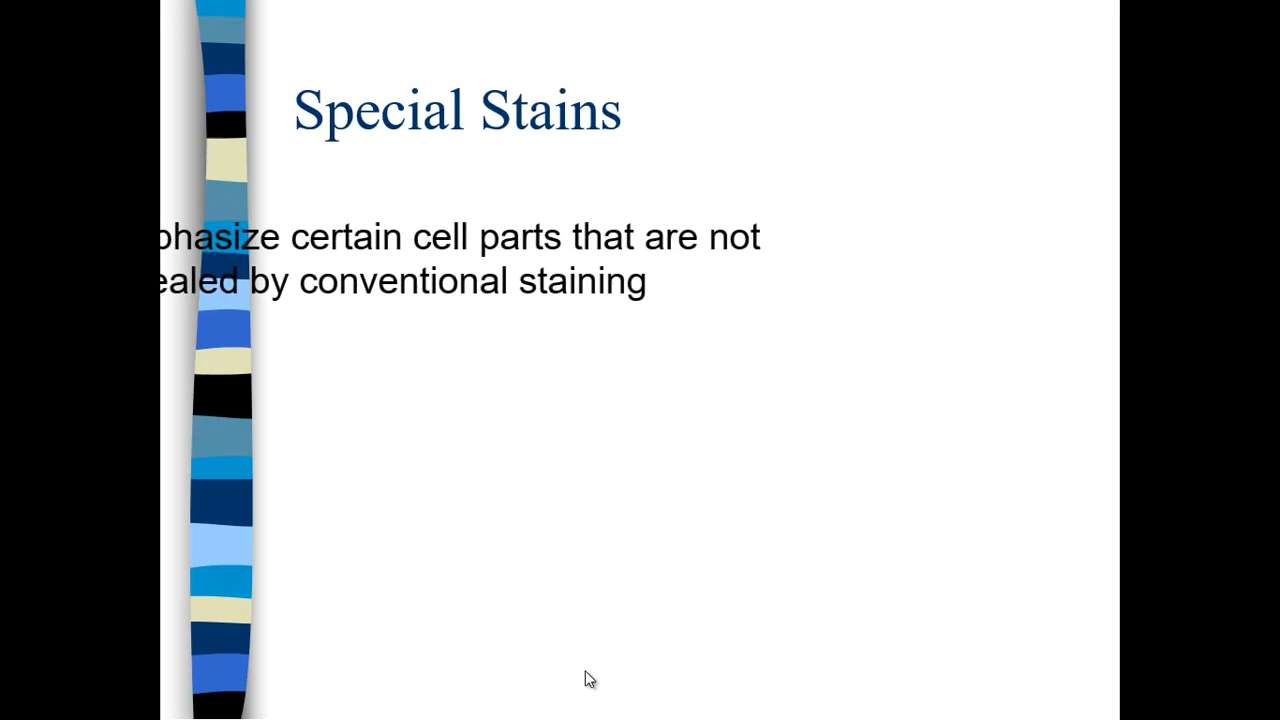 Special Stains
phasize certain cell parts that are not
ealed by conventional staining